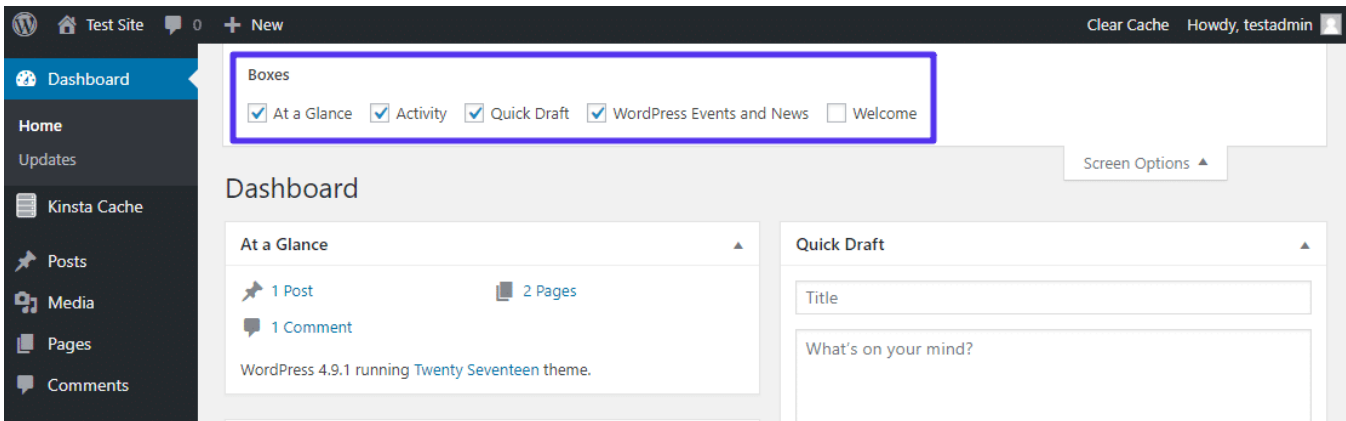 Test Site 0 + New Clear Cache Howdy, testadmin
Dashboard
Home
Updates
Kinsta Cache
Posts
Media
Pages
Comments
Boxes
At a Glance Activity Quick Draft WordPress Events and News Welcome
Screen Options ▲
Dashboard
At a Glance ▲
1 Post 2 Pages
1 Comment
WordPress 4.9.1 running Twenty Seventeen theme.
Quick Draft ▲
Title
What's on your mind?